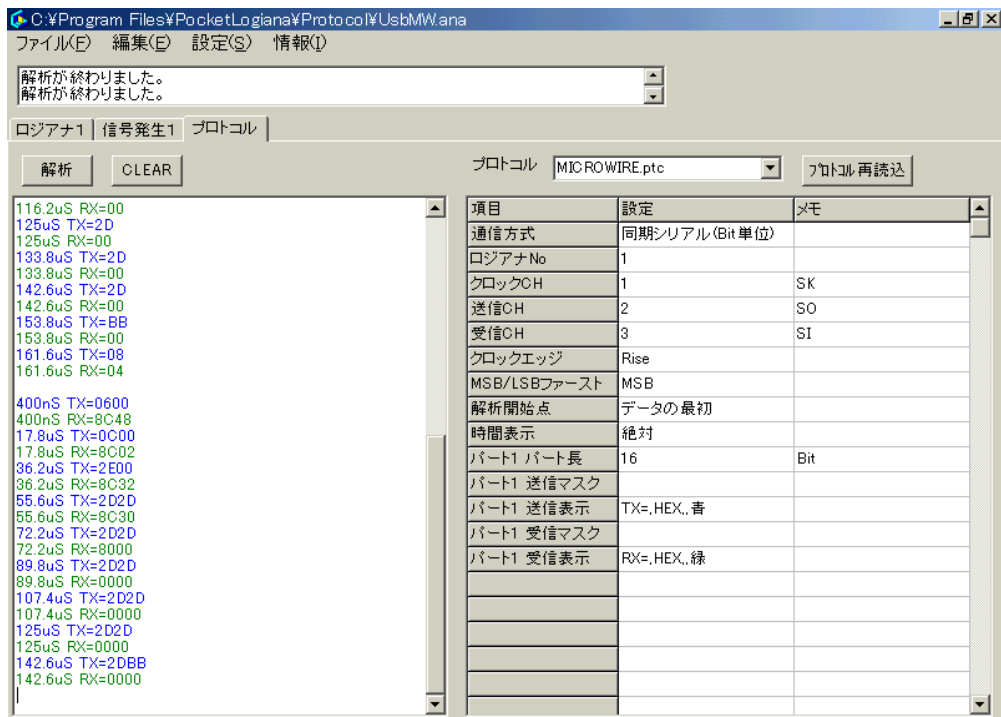 C:¥Program Files¥PocketLogiana¥Protocol¥UsbMW.ana
ファイル(F) 編集(E) 設定(S) 情報(I)
解析が終わりました。
解析が終わりました。
ロジアナ1 信号発生1 プロトコル
解析 CLEAR プロトコル MICROWIRE.ptc プロトコル再読込
116.2uS RX=00
125uS TX=2D
125uS RX=00
133.8uS TX=2D
133.8uS RX=00
142.6uS TX=2D
142.6uS RX=00
153.8uS TX=BB
153.8uS RX=00
161.6uS TX=08
161.6uS RX=04
400nS TX=0600
400nS RX=8C48
17.8uS TX=0C00
17.8uS RX=8C02
36.2uS TX=2E00
36.2uS RX=8C32
55.6uS TX=2D2D
55.6uS RX=8C30
72.2uS TX=2D2D
72.2uS RX=8000
89.8uS TX=2D2D
89.8uS RX=0000
107.4uS TX=2D2D
107.4uS RX=0000
125uS TX=2D2D
125uS RX=0000
142.6uS TX=2DBB
142.6uS RX=0000
項目 設定 メモ
通信方式 同期シリアル(Bit単位)
ロジアナNo 1
クロックCH 1 SK
送信CH 2 SO
受信CH 3 SI
クロックエッジ Rise
MSB/LSBファースト MSB
解析開始点 データの最初
時間表示 絶対
パート1 パート長 16 Bit
パート1 送信マスク
パート1 送信表示 TX=,HEX,,青
パート1 受信マスク
パート1 受信表示 RX=,HEX,,緑